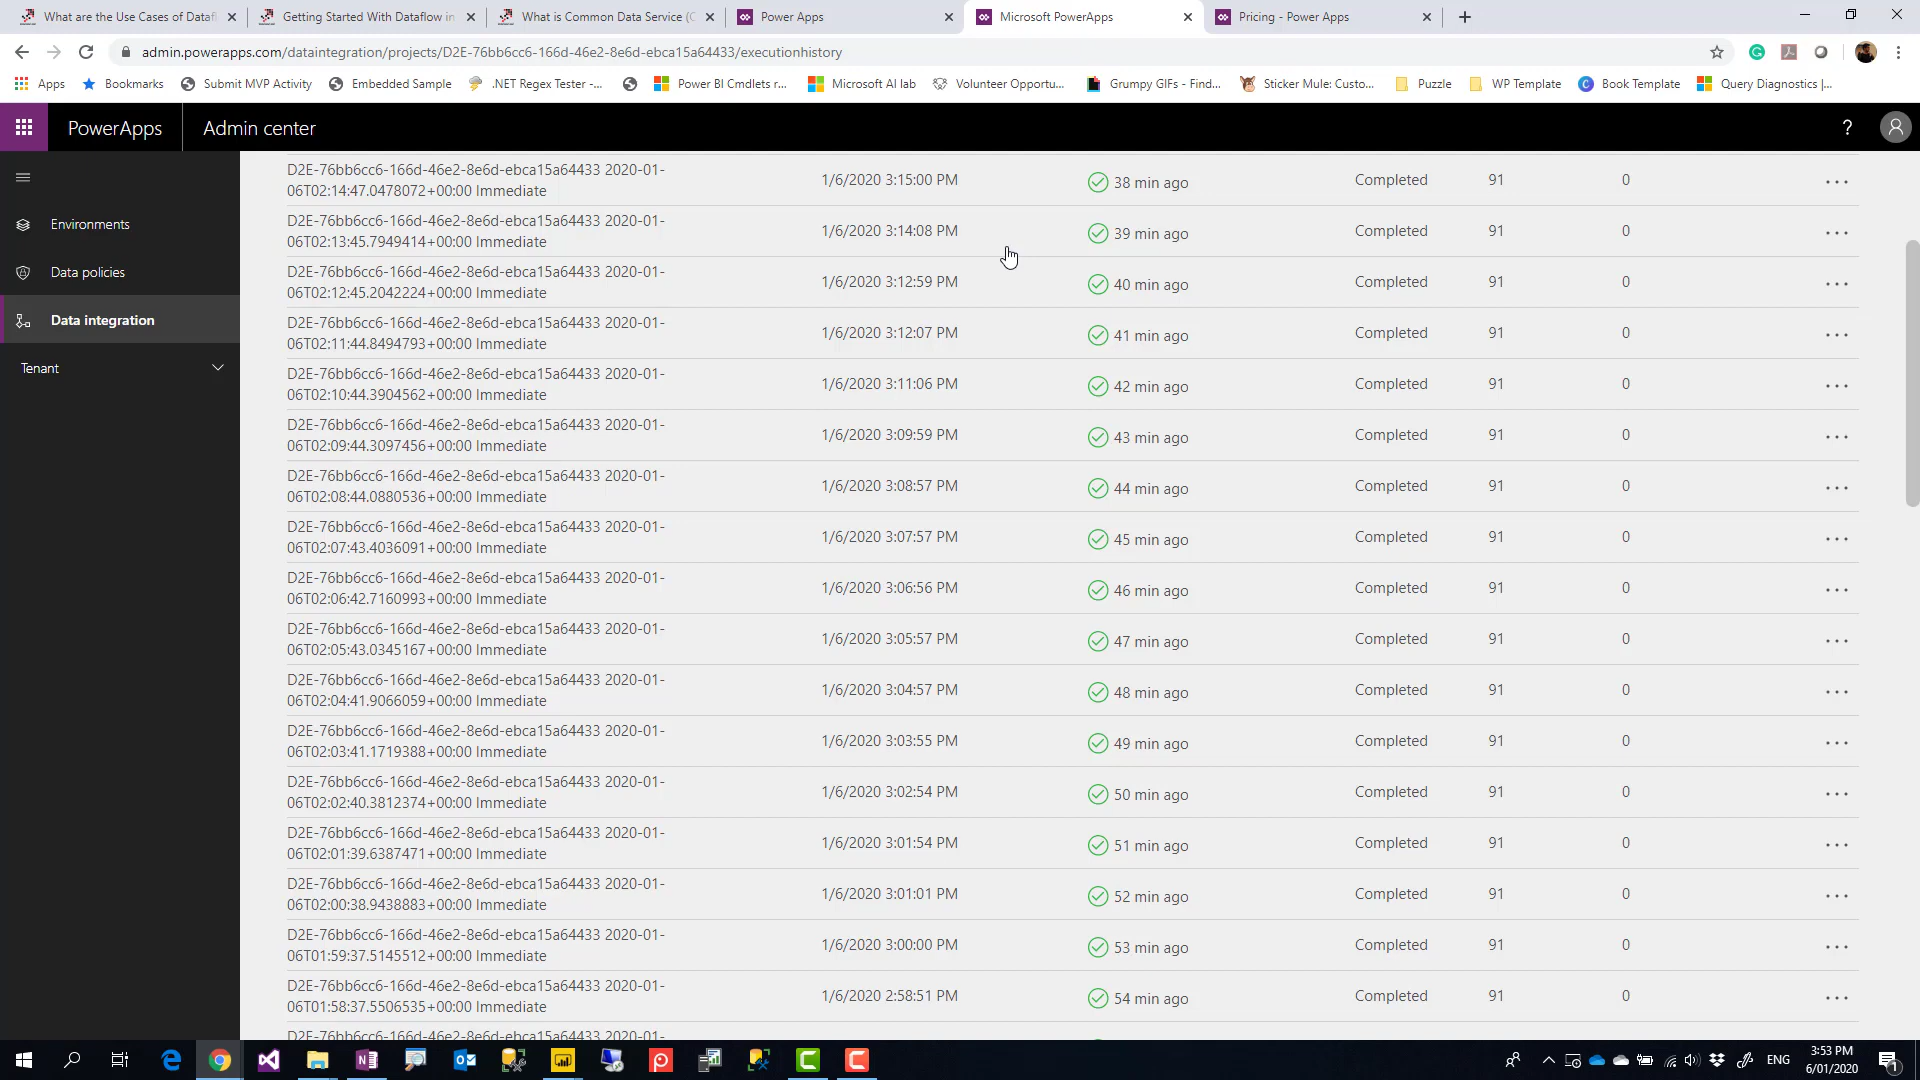 What are the Use Cases of Datafl
Getting Started With Dataflow in
What is Common Data Service (C
Power Apps
Microsoft PowerApps
Pricing - Power Apps
admin.powerapps.com/dataintegration/projects/D2E-76bb6cc6-166d-46e2-8e6d-ebca15a64433/executionhistory
Apps
Bookmarks
Submit MVP Activity
Embedded Sample
.NET Regex Tester -...
Power BI Cmdlets r...
Microsoft AI lab
Volunteer Opportu...
Grumpy GIFs - Find...
Sticker Mule: Custo...
Puzzle
WP Template
Book Template
Query Diagnostics |...
PowerApps
Admin center
?
Environments
Data policies
Data integration
Tenant
D2E-76bb6cc6-166d-46e2-8e6d-ebca15a64433 2020-01-
06T02:14:47.0478072+00:00 Immediate
1/6/2020 3:15:00 PM
38 min ago
Completed
91
0
D2E-76bb6cc6-166d-46e2-8e6d-ebca15a64433 2020-01-
06T02:13:45.7949414+00:00 Immediate
1/6/2020 3:14:08 PM
39 min ago
Completed
91
0
D2E-76bb6cc6-166d-46e2-8e6d-ebca15a64433 2020-01-
06T02:12:45.2042224+00:00 Immediate
1/6/2020 3:12:59 PM
40 min ago
Completed
91
0
D2E-76bb6cc6-166d-46e2-8e6d-ebca15a64433 2020-01-
06T02:11:44.8494793+00:00 Immediate
1/6/2020 3:12:07 PM
41 min ago
Completed
91
0
D2E-76bb6cc6-166d-46e2-8e6d-ebca15a64433 2020-01-
06T02:10:44.3904562+00:00 Immediate
1/6/2020 3:11:06 PM
42 min ago
Completed
91
0
D2E-76bb6cc6-166d-46e2-8e6d-ebca15a64433 2020-01-
06T02:09:44.3097456+00:00 Immediate
1/6/2020 3:09:59 PM
43 min ago
Completed
91
0
D2E-76bb6cc6-166d-46e2-8e6d-ebca15a64433 2020-01-
06T02:08:44.0880536+00:00 Immediate
1/6/2020 3:08:57 PM
44 min ago
Completed
91
0
D2E-76bb6cc6-166d-46e2-8e6d-ebca15a64433 2020-01-
06T02:07:43.4036091+00:00 Immediate
1/6/2020 3:07:57 PM
45 min ago
Completed
91
0
D2E-76bb6cc6-166d-46e2-8e6d-ebca15a64433 2020-01-
06T02:06:42.7160993+00:00 Immediate
1/6/2020 3:06:56 PM
46 min ago
Completed
91
0
D2E-76bb6cc6-166d-46e2-8e6d-ebca15a64433 2020-01-
06T02:05:43.0345167+00:00 Immediate
1/6/2020 3:05:57 PM
47 min ago
Completed
91
0
D2E-76bb6cc6-166d-46e2-8e6d-ebca15a64433 2020-01-
06T02:04:41.9066059+00:00 Immediate
1/6/2020 3:04:57 PM
48 min ago
Completed
91
0
D2E-76bb6cc6-166d-46e2-8e6d-ebca15a64433 2020-01-
06T02:03:41.1719388+00:00 Immediate
1/6/2020 3:03:55 PM
49 min ago
Completed
91
0
D2E-76bb6cc6-166d-46e2-8e6d-ebca15a64433 2020-01-
06T02:02:40.3812374+00:00 Immediate
1/6/2020 3:02:54 PM
50 min ago
Completed
91
0
D2E-76bb6cc6-166d-46e2-8e6d-ebca15a64433 2020-01-
06T02:01:39.6387471+00:00 Immediate
1/6/2020 3:01:54 PM
51 min ago
Completed
91
0
D2E-76bb6cc6-166d-46e2-8e6d-ebca15a64433 2020-01-
06T02:00:38.9438883+00:00 Immediate
1/6/2020 3:01:01 PM
52 min ago
Completed
91
0
D2E-76bb6cc6-166d-46e2-8e6d-ebca15a64433 2020-01-
06T01:59:37.5145512+00:00 Immediate
1/6/2020 3:00:00 PM
53 min ago
Completed
91
0
D2E-76bb6cc6-166d-46e2-8e6d-ebca15a64433 2020-01-
06T01:58:37.5506535+00:00 Immediate
1/6/2020 2:58:51 PM
54 min ago
Completed
91
0
D2E-76bb6cc6-166d-46e2-8e6d-ebca15a64433 2020-01-
ENG
3:53 PM
6/01/2020
1